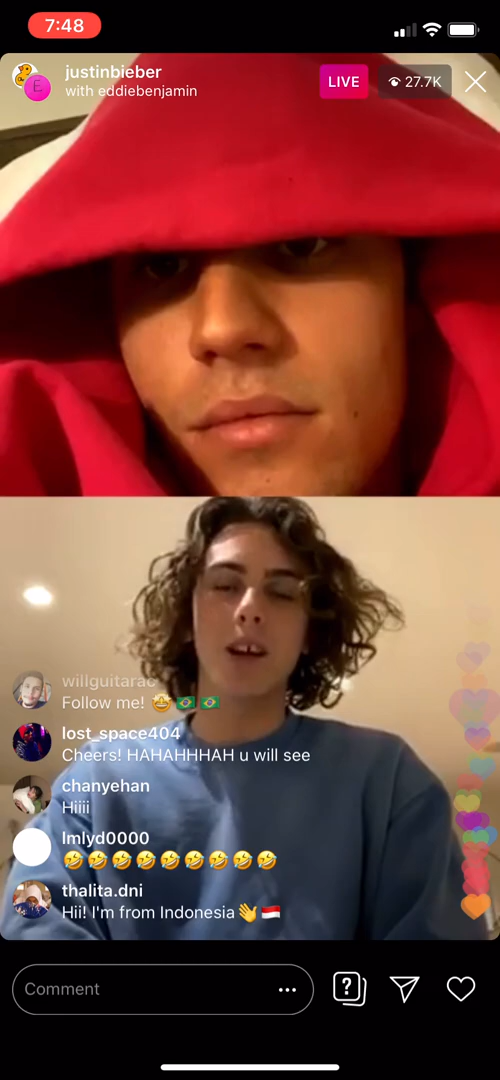 7:48
justinbieber
with eddiebenjamin
E
LIVE
27.7K
willguitarac
Follow me! 🤩🇧🇷🇧🇷
lost_space404
Cheers! HAHAHHHAH u will see
chanyehan
Hiiii
lmlyd0000
🤣🤣🤣🤣🤣🤣🤣🤣🤣
thalita.dni
Hii! I'm from Indonesia👋🇮🇩
Comment